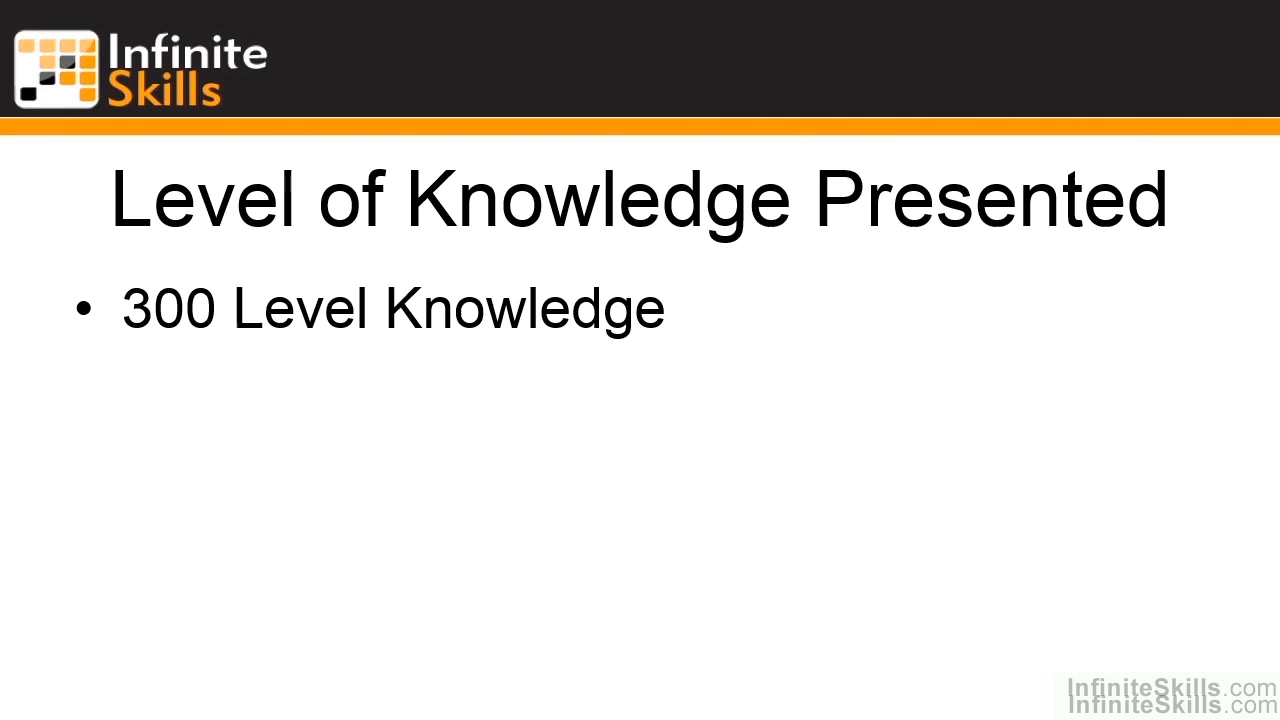 Infinite
Skills
Level of Knowledge Presented
• 300 Level Knowledge
InfiniteSkills.com
InfiniteSkills.com